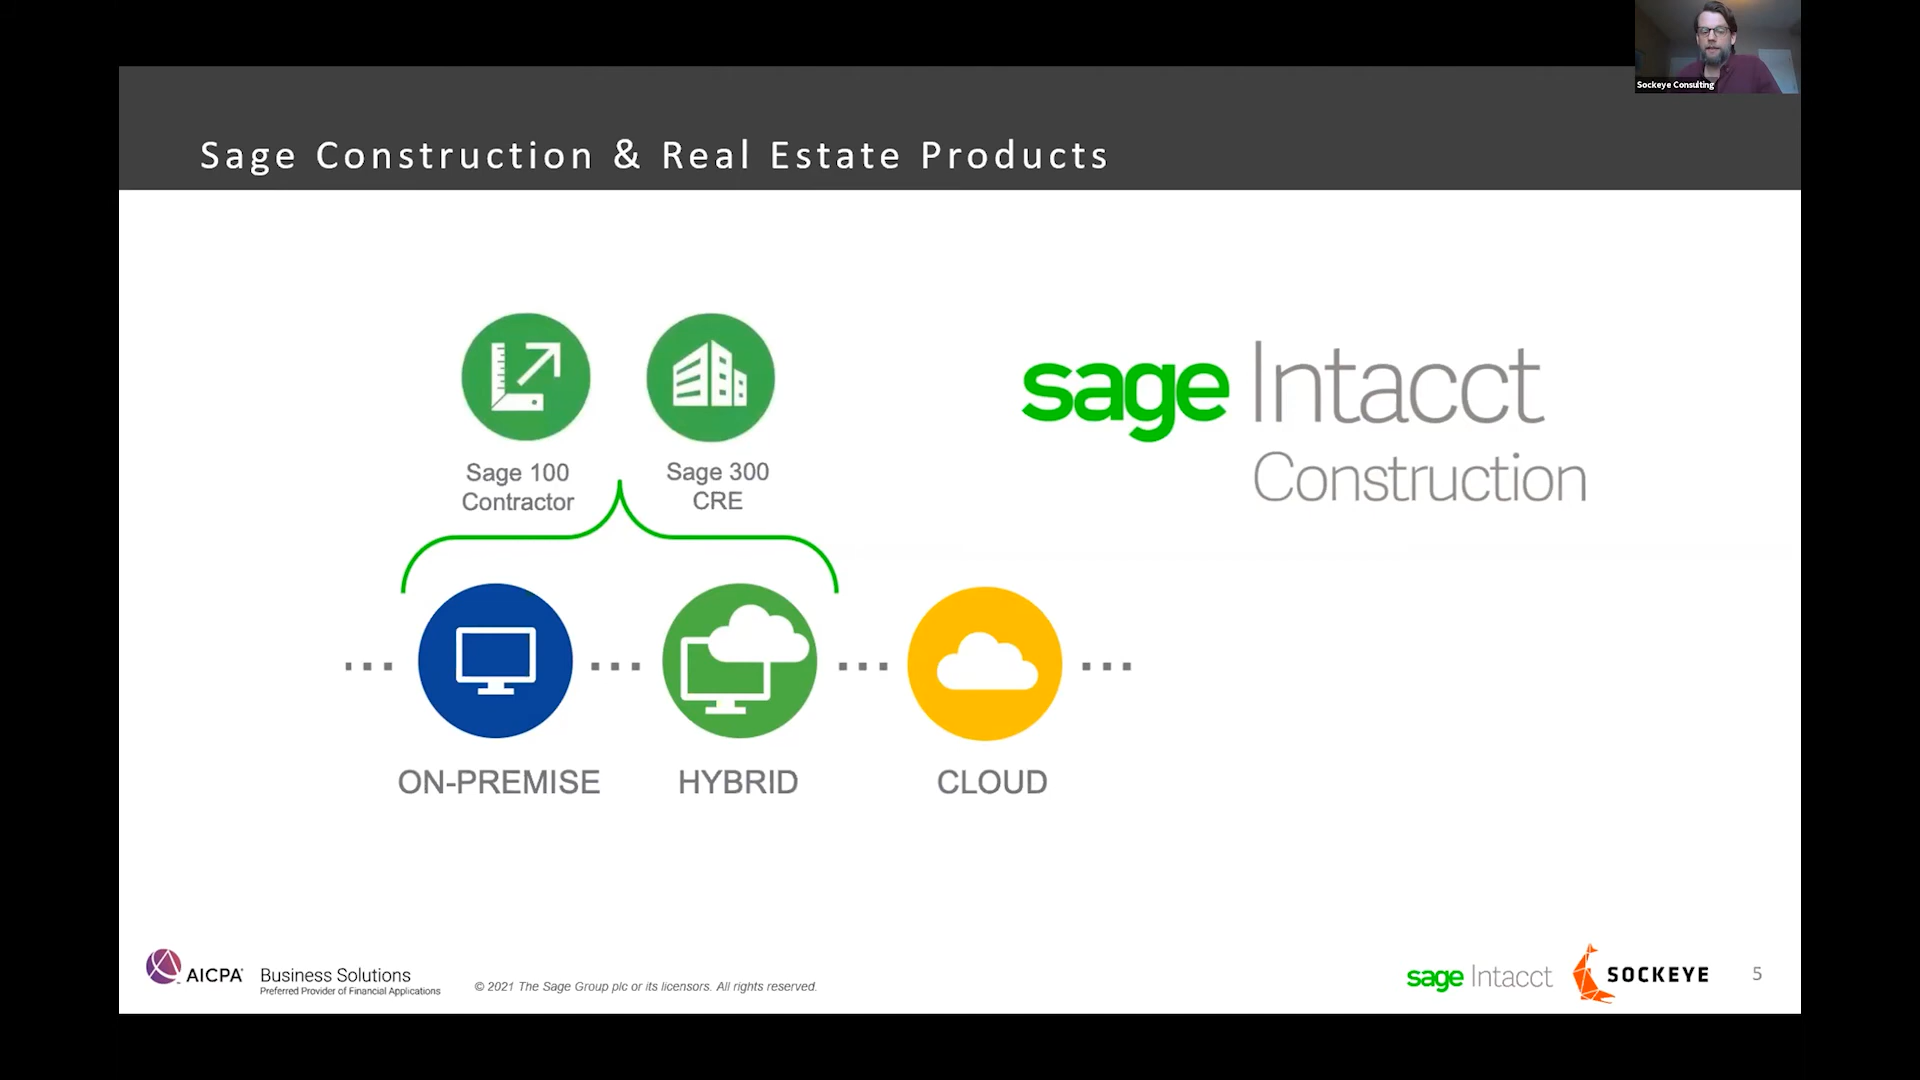 Sockeye Consulting
Sage Construction & Real Estate Products
Sage 100
Contractor
Sage 300
CRE
sage Intacct
Construction
ON-PREMISE
HYBRID
CLOUD
AICPA
Business Solutions
Preferred Provider of Financial Applications
© 2021 The Sage Group plc or its licensors. All rights reserved.
sage Intacct
SOCKEYE
5